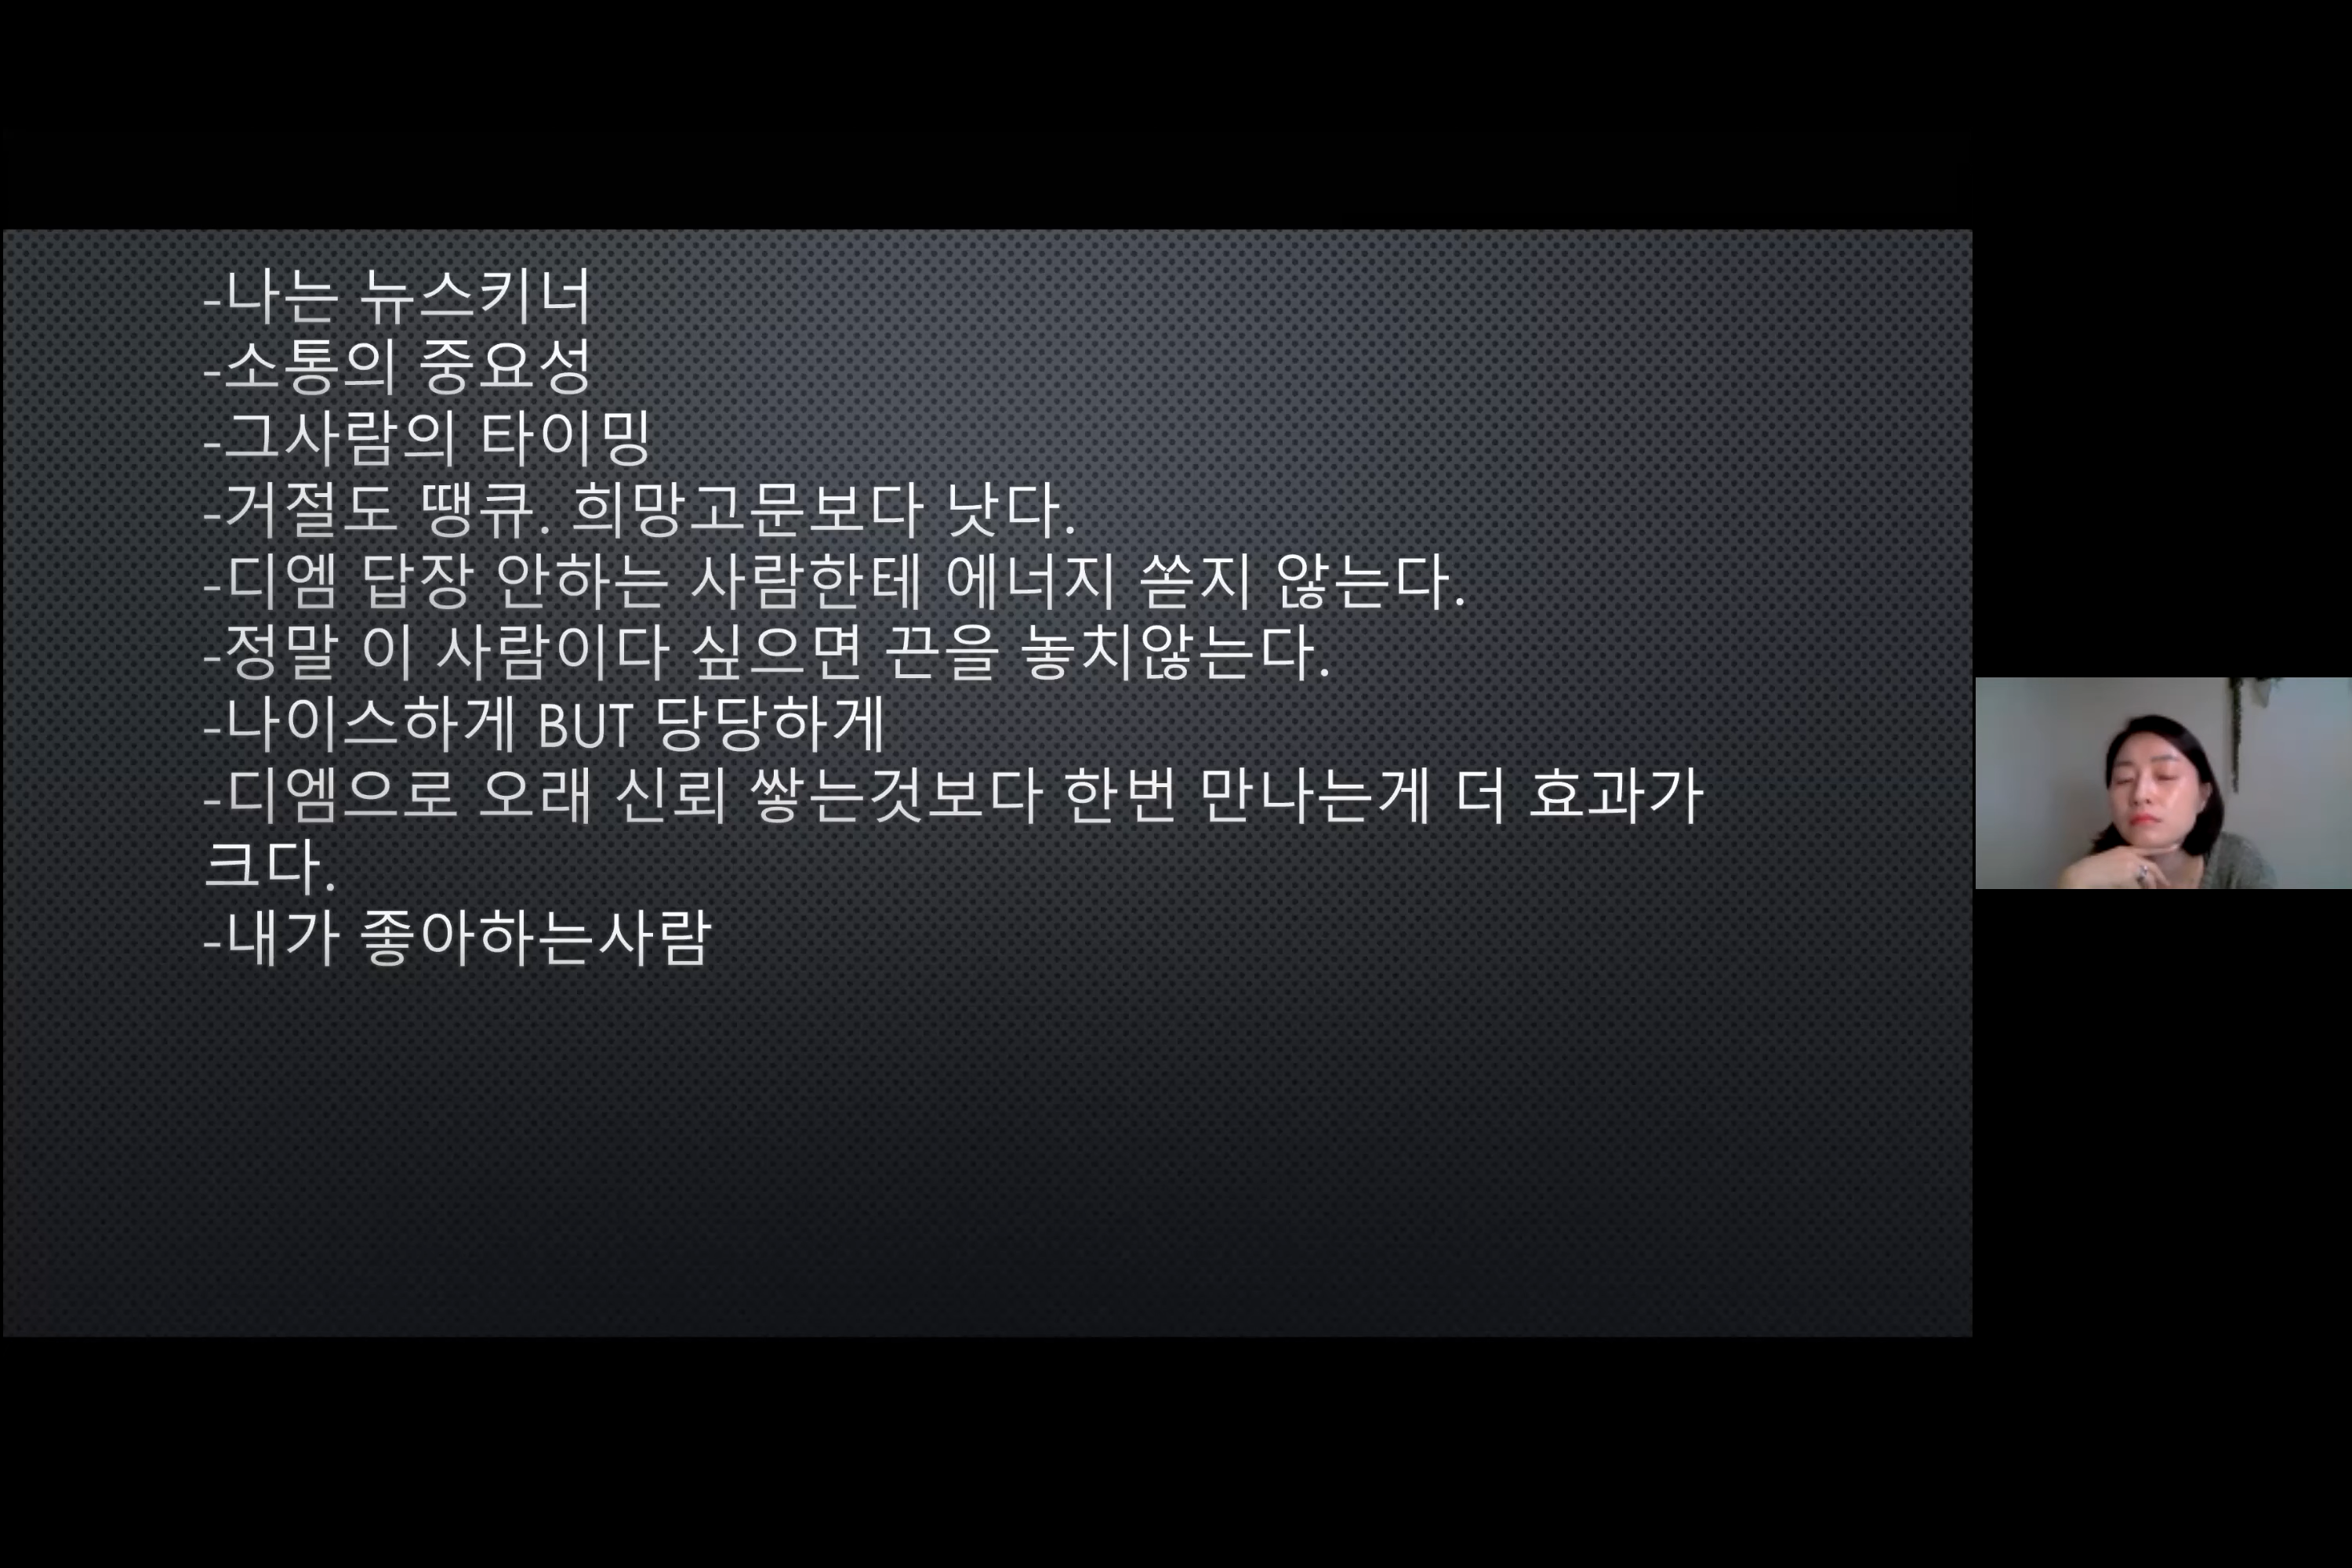 -나는 뉴스키너
-소통의 중요성
-그사람의 타이밍
-거절도 땡큐. 희망고문보다 낫다.
-디엠 답장 안하는 사람한테 에너지 쏟지 않는다.
-정말 이 사람이다 싶으면 끈을 놓치않는다.
-나이스하게 BUT 당당하게
-디엠으로 오래 신뢰 쌓는것보다 한번 만나는게 더 효과가
크다.
-내가 좋아하는사람